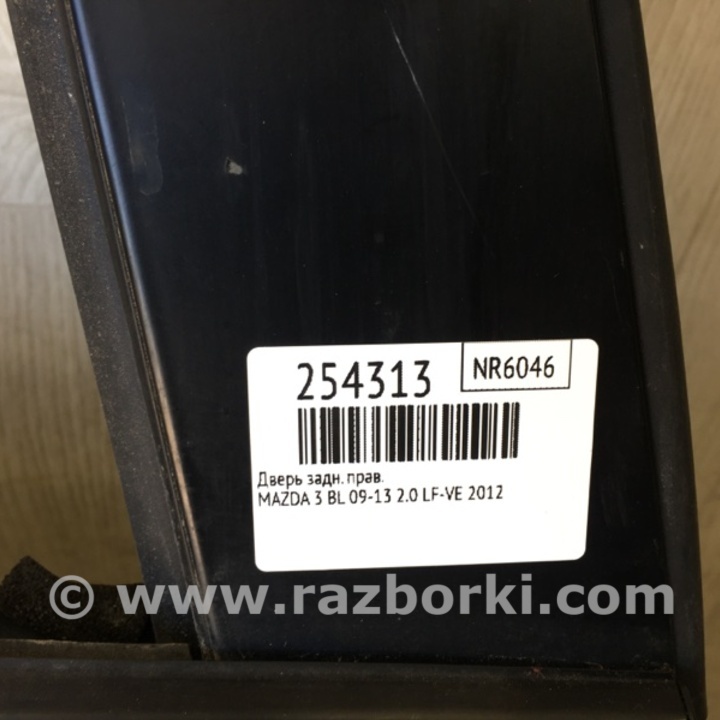 254313
NR6046
Дверь задн. прав.
MAZDA 3 BL 09-13 2.0 LF-VE 2012
© www.razborki.com